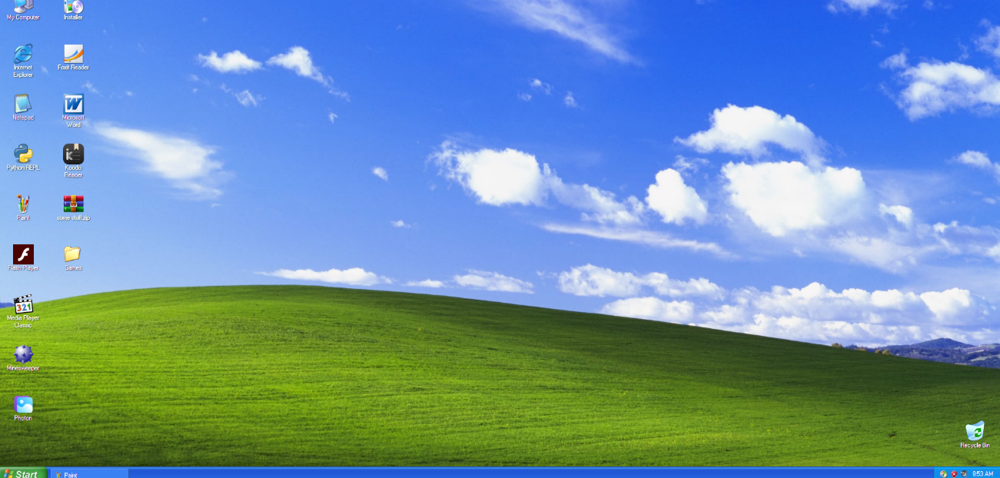 My Computer
Installer
Internet
Explorer
Foxit Reader
Notepad
W
Microsoft
Word
Python REPL
Koodo
Reader
Paint
some stuff.zip
Flash Player
Games
321
Media Player
Classic
Minesweeper
Photon
Recycle Bin
Start
Paint
8:53 AM